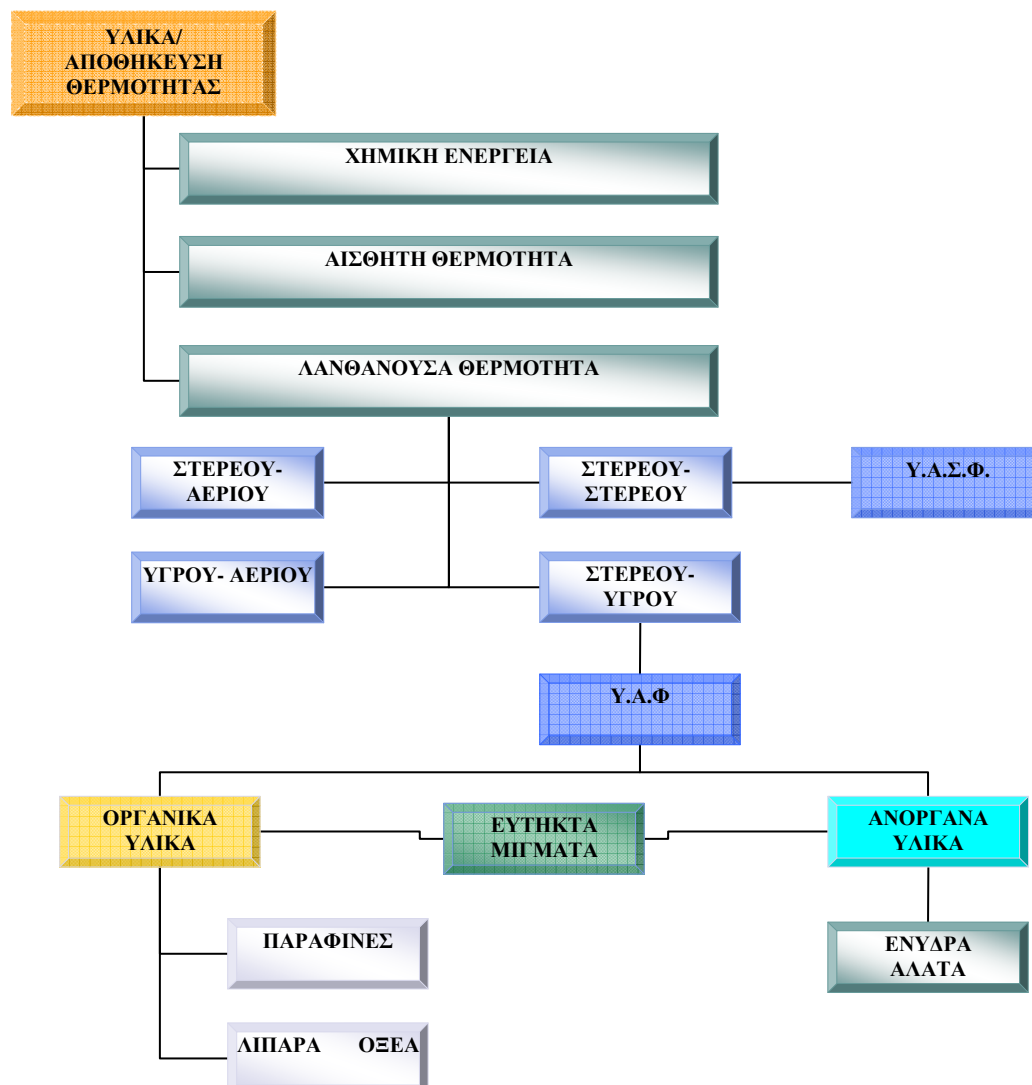 ΥΛΙΚΑ/
ΑΠΟΘΗΚΕΥΣΗ
ΘΕΡΜΟΤΗΤΑΣ
ΧΗΜΙΚΗ ΕΝΕΡΓΕΙΑ
ΑΙΣΘΗΤΗ ΘΕΡΜΟΤΗΤΑ
ΛΑΝΘΑΝΟΥΣΑ ΘΕΡΜΟΤΗΤΑ
ΣΤΕΡΕΟΥ-
ΑΕΡΙΟΥ
ΣΤΕΡΕΟΥ-
ΣΤΕΡΕΟΥ
Υ.Α.Σ.Φ.
ΥΓΡΟΥ- ΑΕΡΙΟΥ
ΣΤΕΡΕΟΥ-
ΥΓΡΟΥ
Υ.Α.Φ
ΟΡΓΑΝΙΚΑ
ΥΛΙΚΑ
ΕΥΤΗΚΤΑ
ΜΙΓΜΑΤΑ
ΑΝΟΡΓΑΝΑ
ΥΛΙΚΑ
ΠΑΡΑΦΙΝΕΣ
ΕΝΥΔΡΑ
ΑΛΑΤΑ
ΛΙΠΑΡΑ ΟΞΕΑ